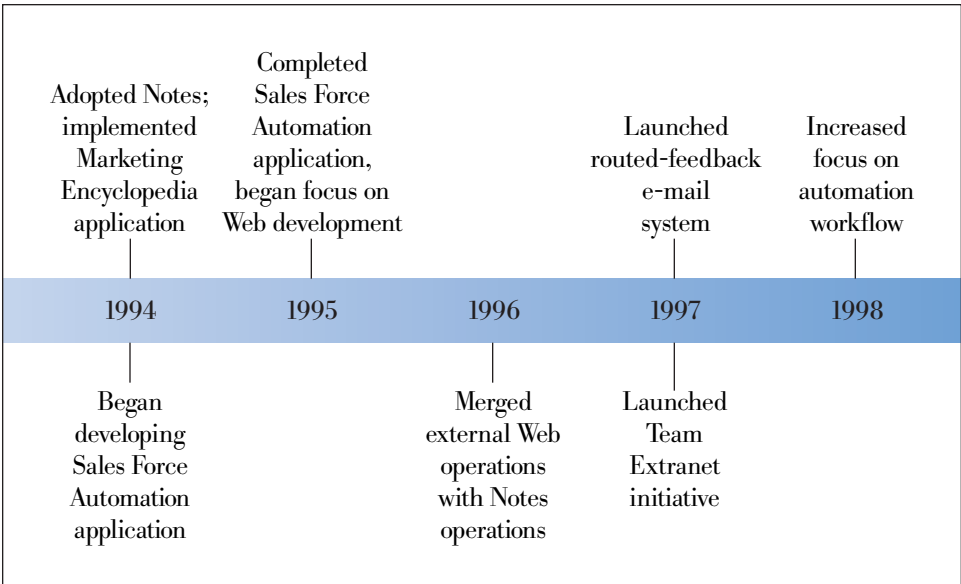 Adopted Notes;
implemented
Marketing
Encyclopedia
application
Completed
Sales Force
Automation
application,
began focus on
Web development
Launched
routed-feedback
e-mail
system
Increased
focus on
automation
workflow
1994
1995
1996
1997
1998
Began
developing
Sales Force
Automation
application
Merged
external Web
operations
with Notes
operations
Launched
Team
Extranet
initiative